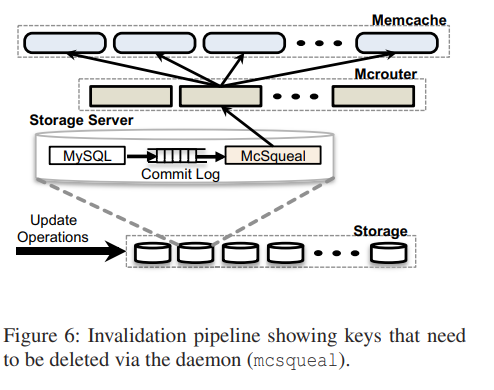 Memcache
Mcrouter
Storage Server
MySQL
McSqueal
Commit Log
Update
Operations
Storage
Figure 6: Invalidation pipeline showing keys that need
to be deleted via the daemon (mcsqueal).